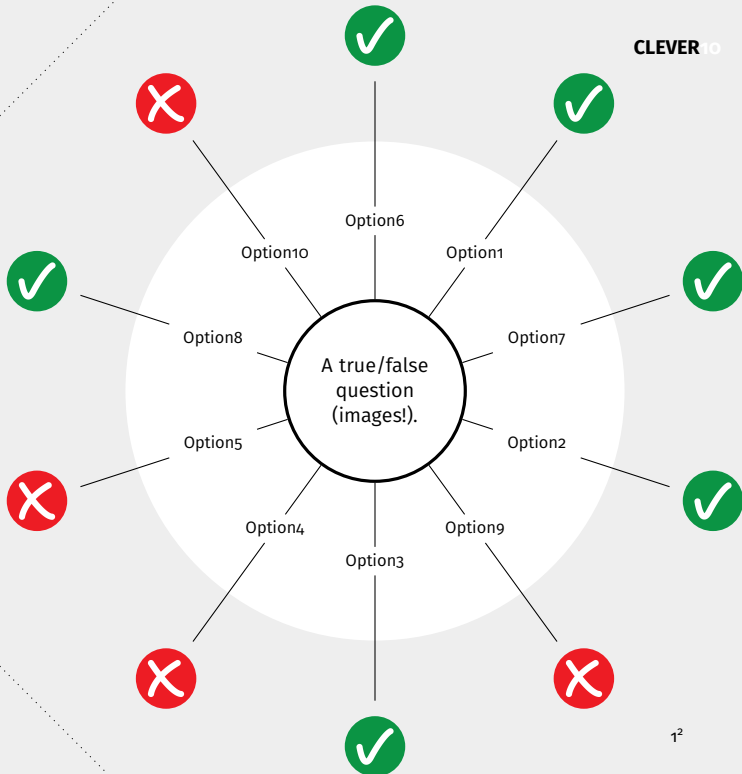 CLEVER10
Option6
Option10
Option1
Option8
Option7
A true/false
question
(images!).
Option5
Option2
Option4
Option9
Option3
1²